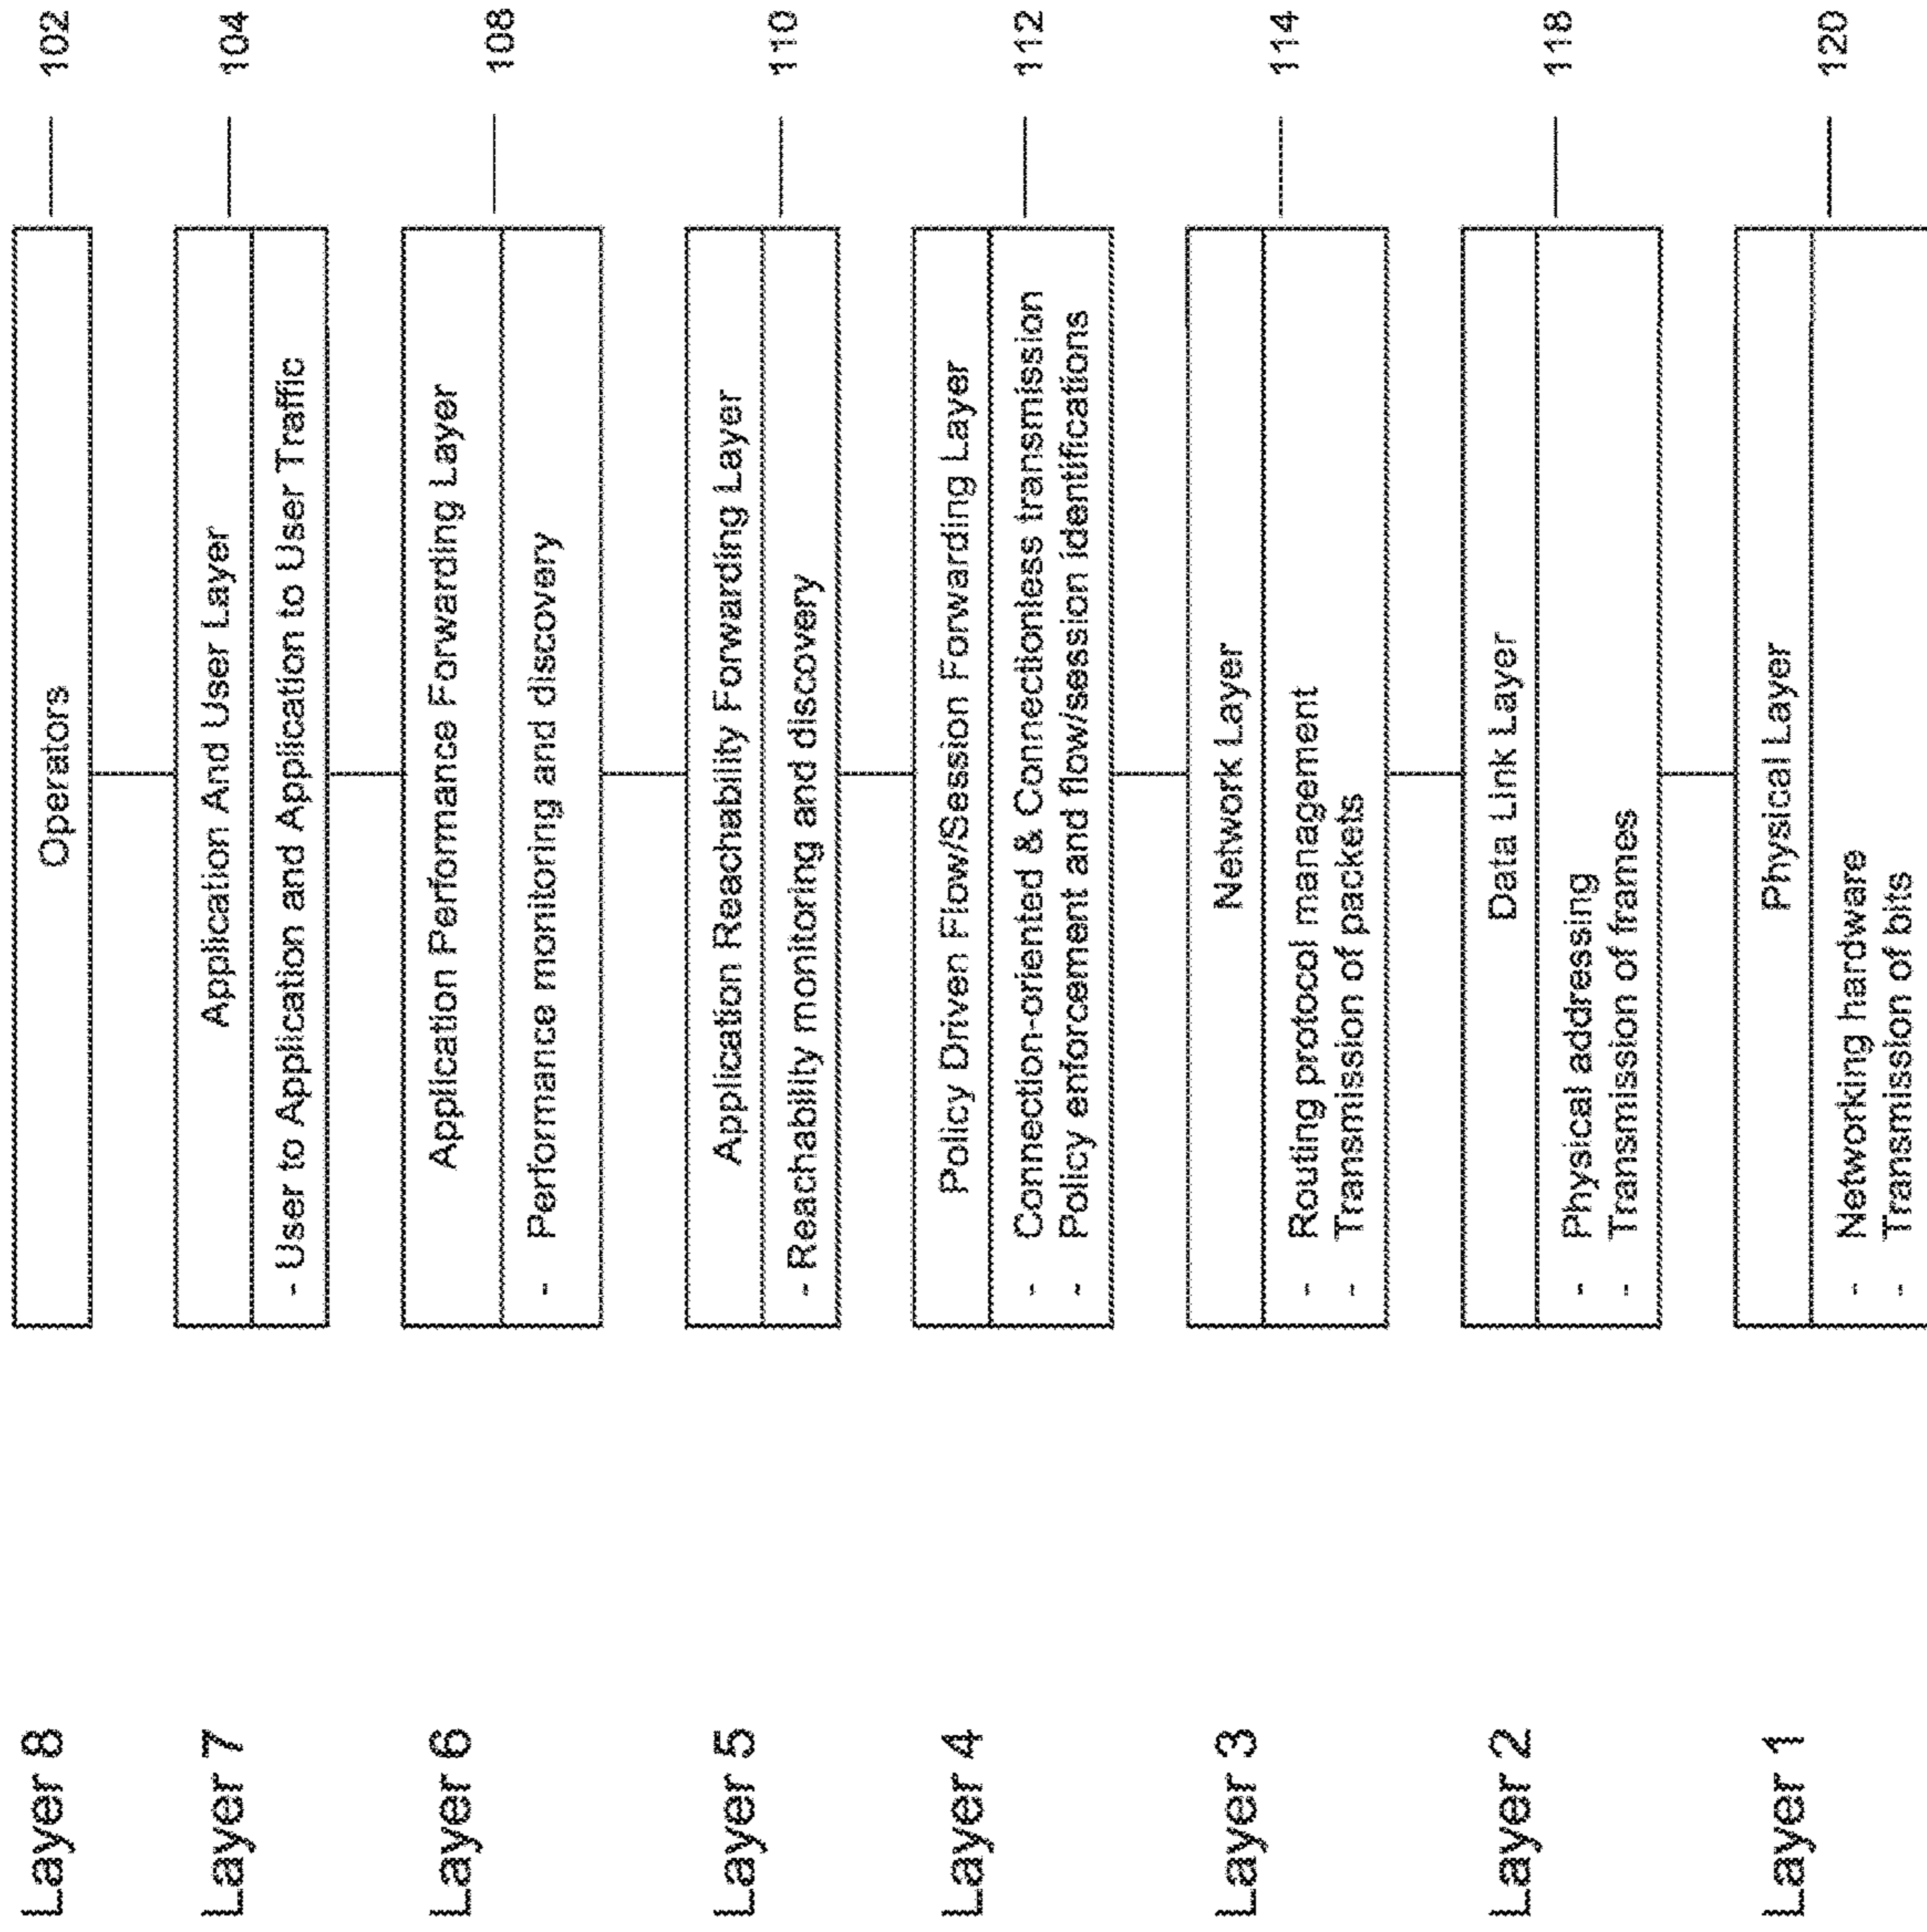 Layer 8
Operators
102
Layer 7
Application And User Layer
- User to Application and Application to User Traffic
104
Layer 6
Application Performance Forwarding Layer
- Performance monitoring and discovery
108
Layer 5
Application Reachability Forwarding Layer
- Reachability monitoring and discovery
110
Layer 4
Policy Driven Flow/Session Forwarding Layer
- Connection-oriented & Connectionless transmission
- Policy enforcement and flow/session identifications
112
Layer 3
Network Layer
- Routing protocol management
- Transmission of packets
114
Layer 2
Data Link Layer
- Physical addressing
- Transmission of frames
118
Layer 1
Physical Layer
- Networking hardware
- Transmission of bits
120